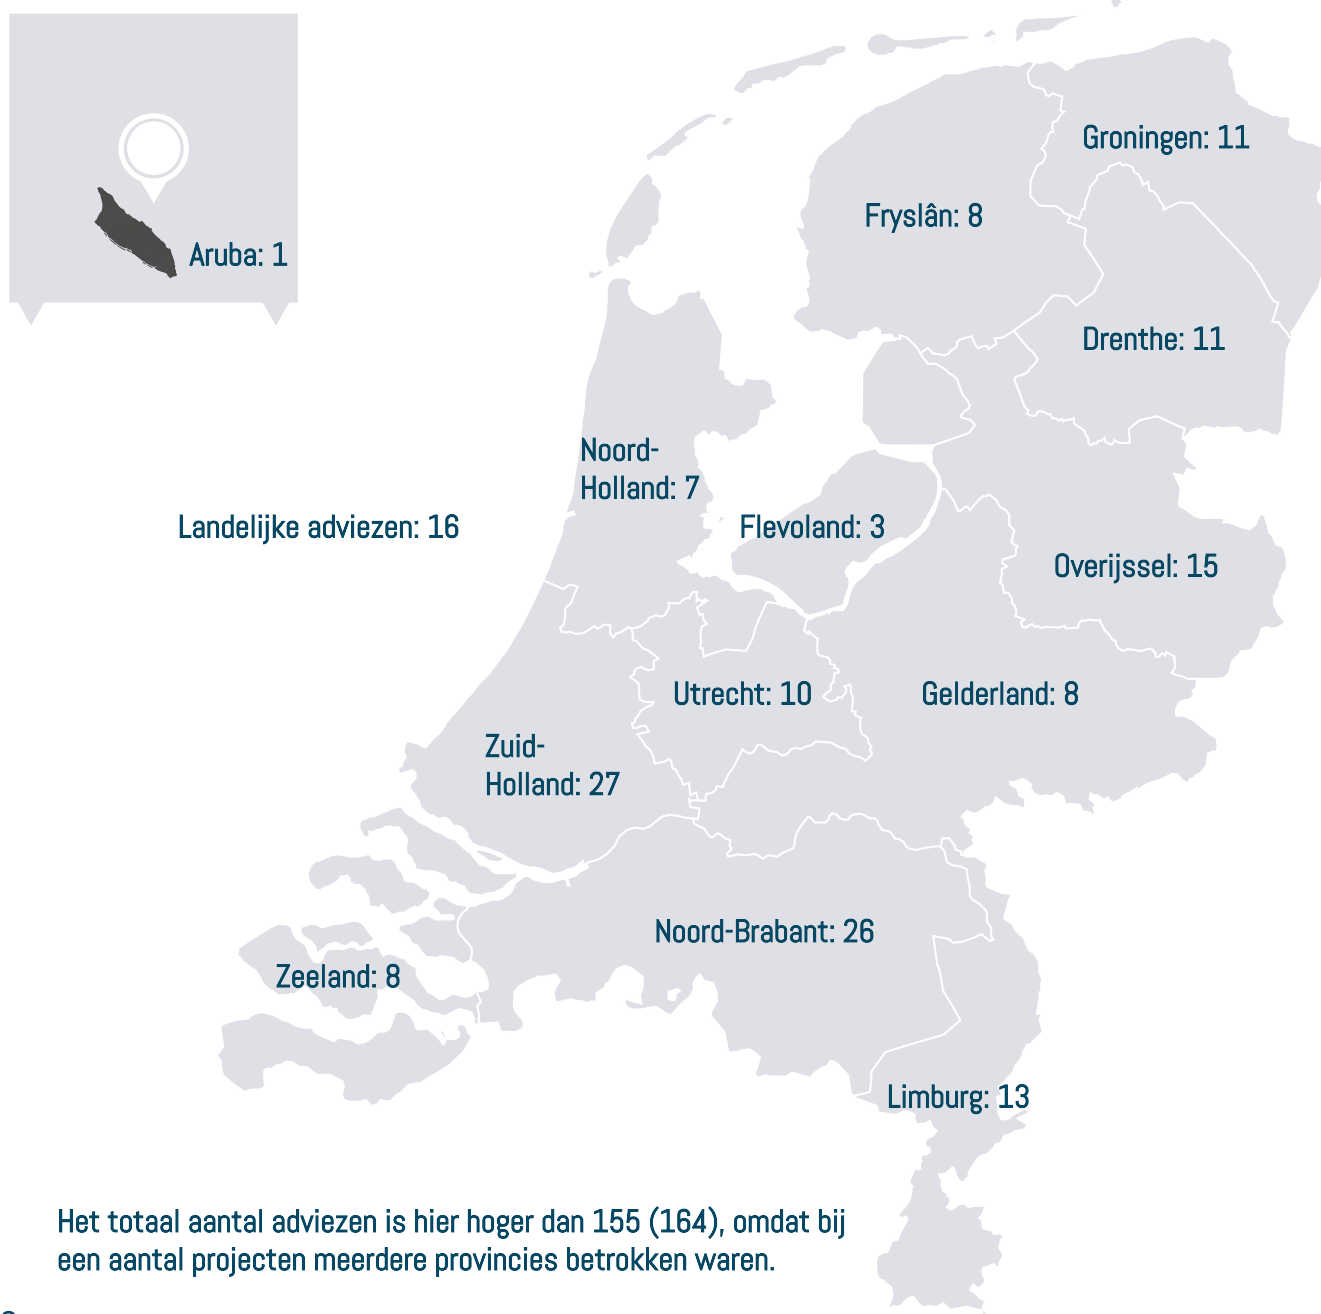 Groningen: 11
Fryslân: 8
Aruba: 1
Drenthe: 11
Noord-
Holland: 7
Landelijke adviezen: 16
Flevoland: 3
Overijssel: 15
Utrecht: 10
Gelderland: 8
Zuid-
Holland: 27
Noord-Brabant: 26
Zeeland: 8
Limburg: 13
Het totaal aantal adviezen is hier hoger dan 155 (164), omdat bij
een aantal projecten meerdere provincies betrokken waren.